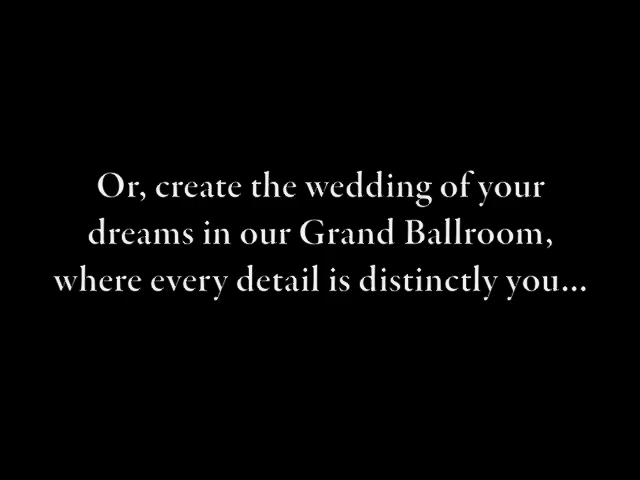 Or, create the wedding of your
dreams in our Grand Ballroom,
where every detail is distinctly you...